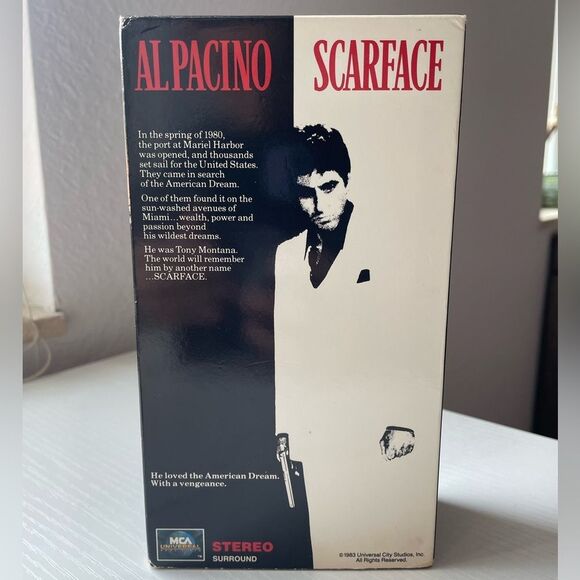 AL PACINO SCARFACE
In the spring of 1980,
the port at Mariel Harbor
was opened, and thousands
set sail for the United States.
They came in search
of the American Dream.
One of them found it on the
sun-washed avenues of
Miami...wealth, power and
passion beyond
his wildest dreams.
He was Tony Montana.
The world will remember
him by another name
...SCARFACE.
He loved the American Dream.
With a vengeance.
MCA
UNIVERSAL
™
STEREO
SURROUND
©1983 Universal City Studios, Inc.
All Rights Reserved.